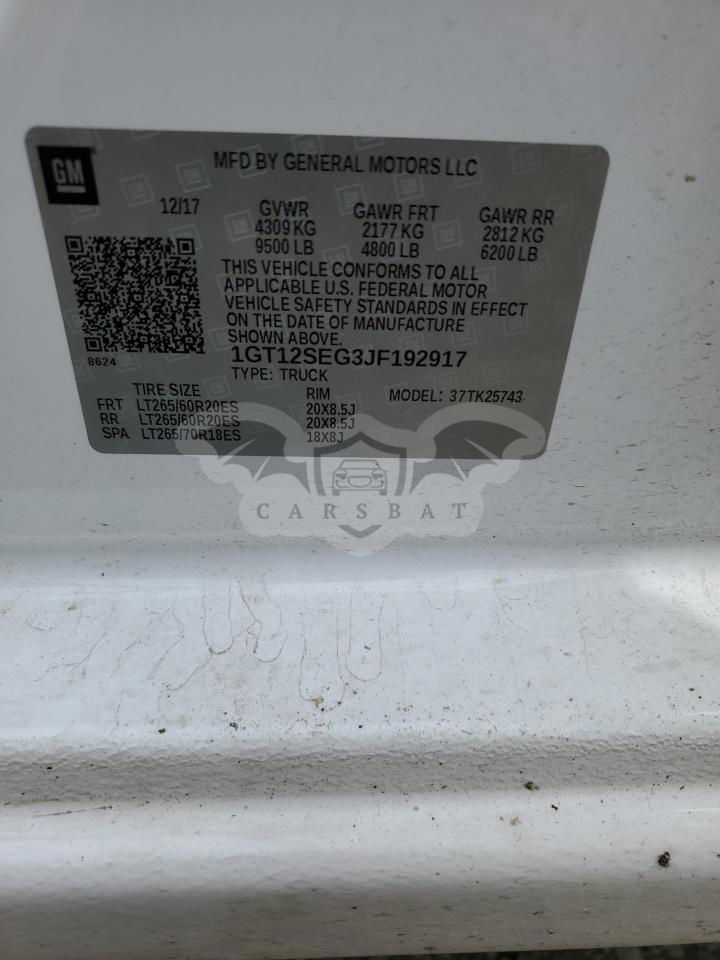 GM
MFD BY GENERAL MOTORS LLC
12/17 GVWR GAWR FRT GAWR RR
4309 KG 2177 KG 2812 KG
9500 LB 4800 LB 6200 LB
THIS VEHICLE CONFORMS TO ALL
APPLICABLE U.S. FEDERAL MOTOR
VEHICLE SAFETY STANDARDS IN EFFECT
ON THE DATE OF MANUFACTURE
SHOWN ABOVE.
8624
1GT12SEG3JF192917
TYPE: TRUCK
TIRE SIZE RIM MODEL: 37TK25743
FRT LT265/60R20ES 20X8.5J
RR LT265/60R20ES 20X8.5J
SPA LT265/70R18ES 18X8J
CARSBAT